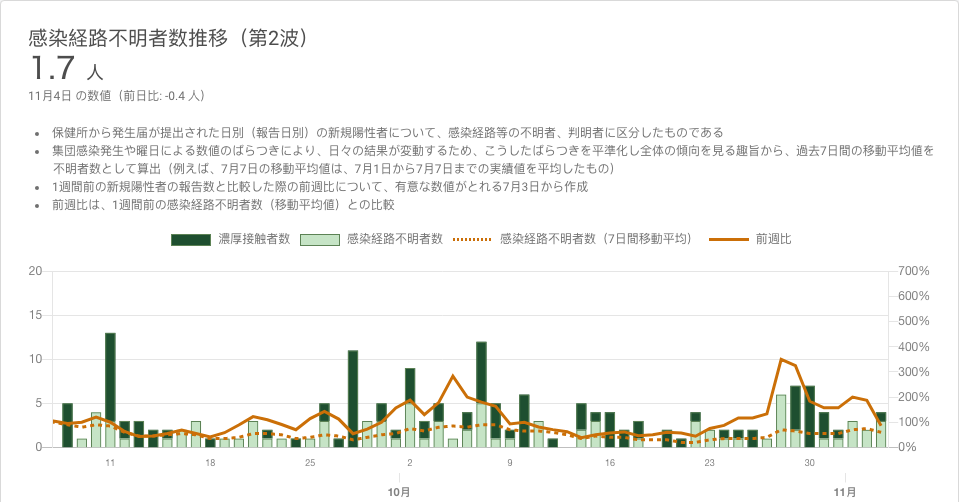 感染経路不明者数推移（第2波）
1.7 人
11月4日 の数値（前日比: -0.4 人）
• 保健所から発生届が提出された日別（報告日別）の新規陽性者について、感染経路等の不明者、判明者に区分したものである
• 集団感染発生や曜日による数値のばらつきにより、日々の結果が変動するため、こうしたばらつきを平準化し全体の傾向を見る趣旨から、過去7日間の移動平均値を
不明者数として算出（例えば、7月7日の移動平均値は、7月1日から7月7日までの実績値を平均したもの）
• 1週間前の新規陽性者の報告数と比較した際の前週比について、有意な数値がとれる7月3日から作成
• 前週比は、1週間前の感染経路不明者数（移動平均値）との比較
濃厚接触者数 感染経路不明者数 感染経路不明者数（7日間移動平均） 前週比
20 700%
600%
15
500%
400%
10
300%
200%
5
100%
0 0%
11 18 25 2 9 16 23 30
10月 11月